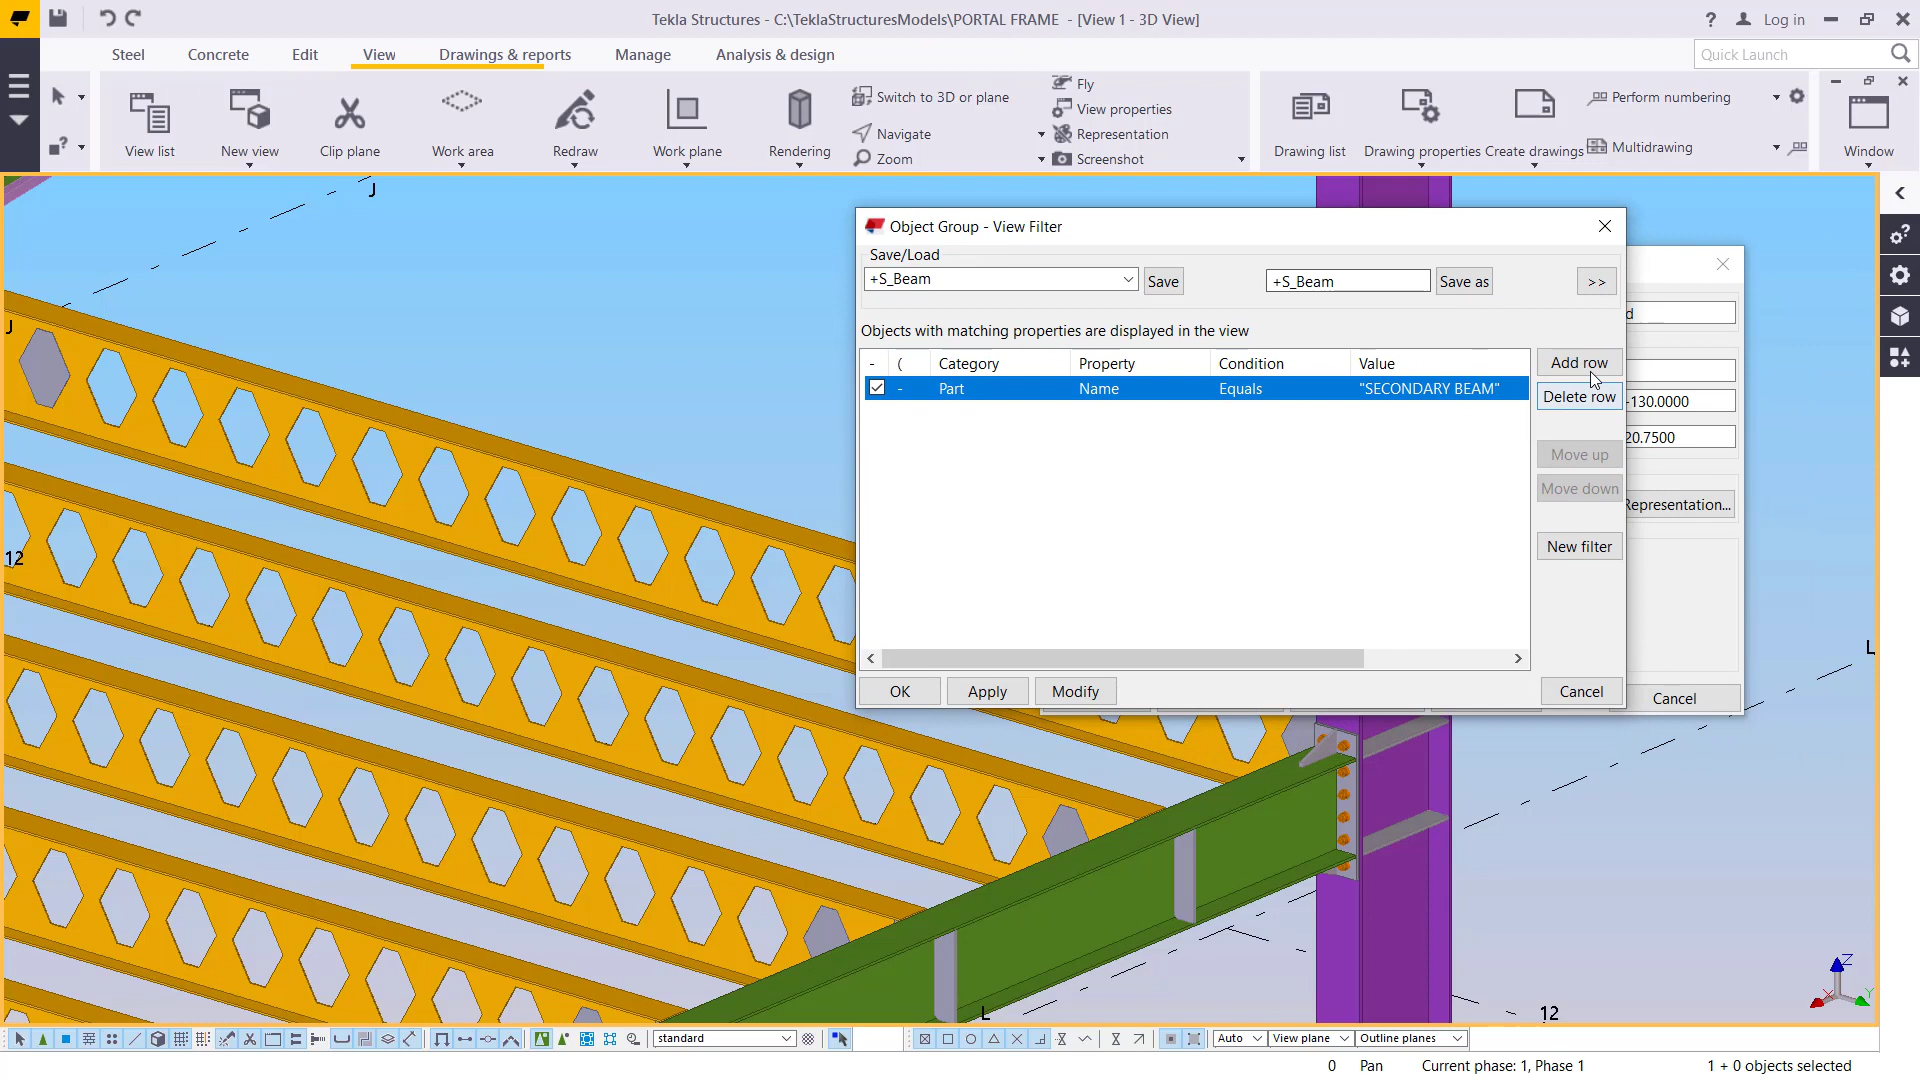 Tekla Structures - C:\TeklaStructuresModels\PORTAL FRAME - [View 1 - 3D View]
? Log in
Steel Concrete Edit View Drawings & reports Manage Analysis & design
Quick Launch
View list
New view
Clip plane
Work area
Redraw
Work plane
Rendering
Switch to 3D or plane
Navigate
Zoom
Fly
View properties
Representation
Screenshot
Drawing list
Drawing properties
Create drawings
Perform numbering
Multidrawing
Window
J
J
12
L
L
12
Object Group - View Filter
Save/Load
+S_Beam Save +S_Beam Save as >>
Objects with matching properties are displayed in the view
- ( Category Property Condition Value
- Part Name Equals "SECONDARY BEAM"
Add row
Delete row
Move up
Move down
New filter
OK Apply Modify Cancel
d
-130.0000
20.7500
Representation...
Cancel
Z
X
Y
standard
Auto View plane Outline planes
0 Pan Current phase: 1, Phase 1 1 + 0 objects selected